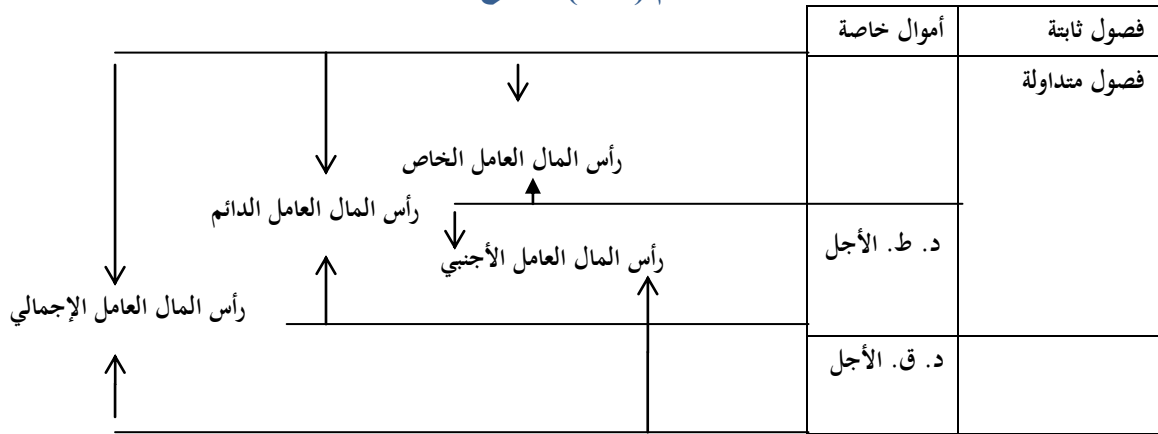 فصول ثابتة
أموال خاصة
فصول متداولة
رأس المال العامل الخاص
رأس المال العامل الدائم
د. ط. الأجل
رأس المال العامل الأجنبي
رأس المال العامل الإجمالي
د. ق. الأجل